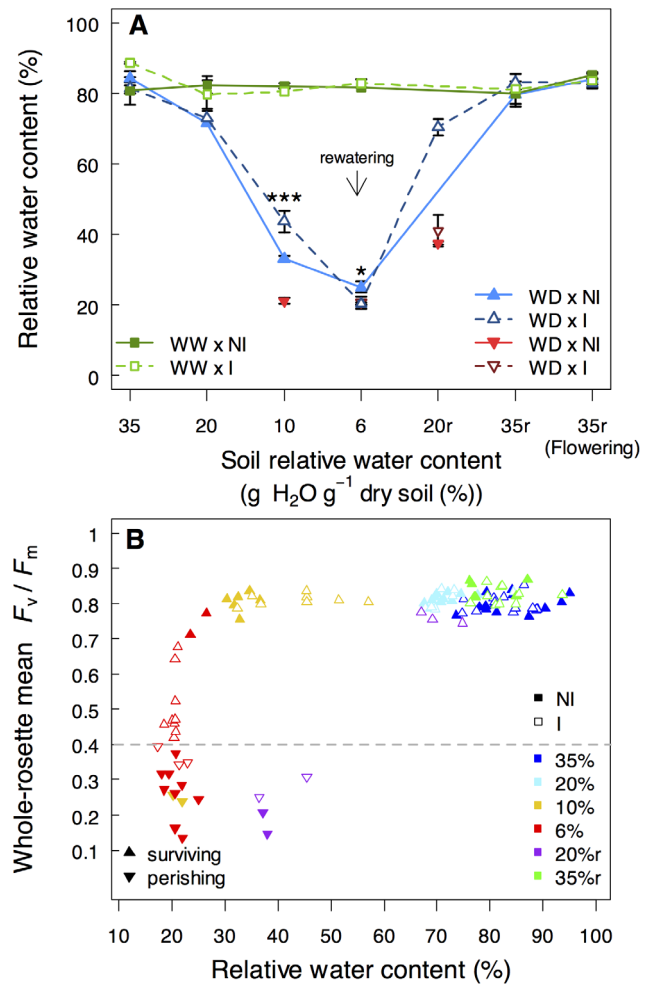 A
100
80
60
40
20
0
Relative water content (%)
***
rewatering
*
WW x NI
WW x I
WD x NI
WD x I
WD x NI
WD x I
35 20 10 6 20r 35r 35r
(Flowering)
Soil relative water content
(g H₂O g⁻¹ dry soil (%))
B
1
0.9
0.8
0.7
0.6
0.5
0.4
0.3
0.2
0.1
Whole-rosette mean Fv / Fm
NI
I
35%
20%
10%
6%
20%r
35%r
surviving
perishing
10 20 30 40 50 60 70 80 90 100
Relative water content (%)